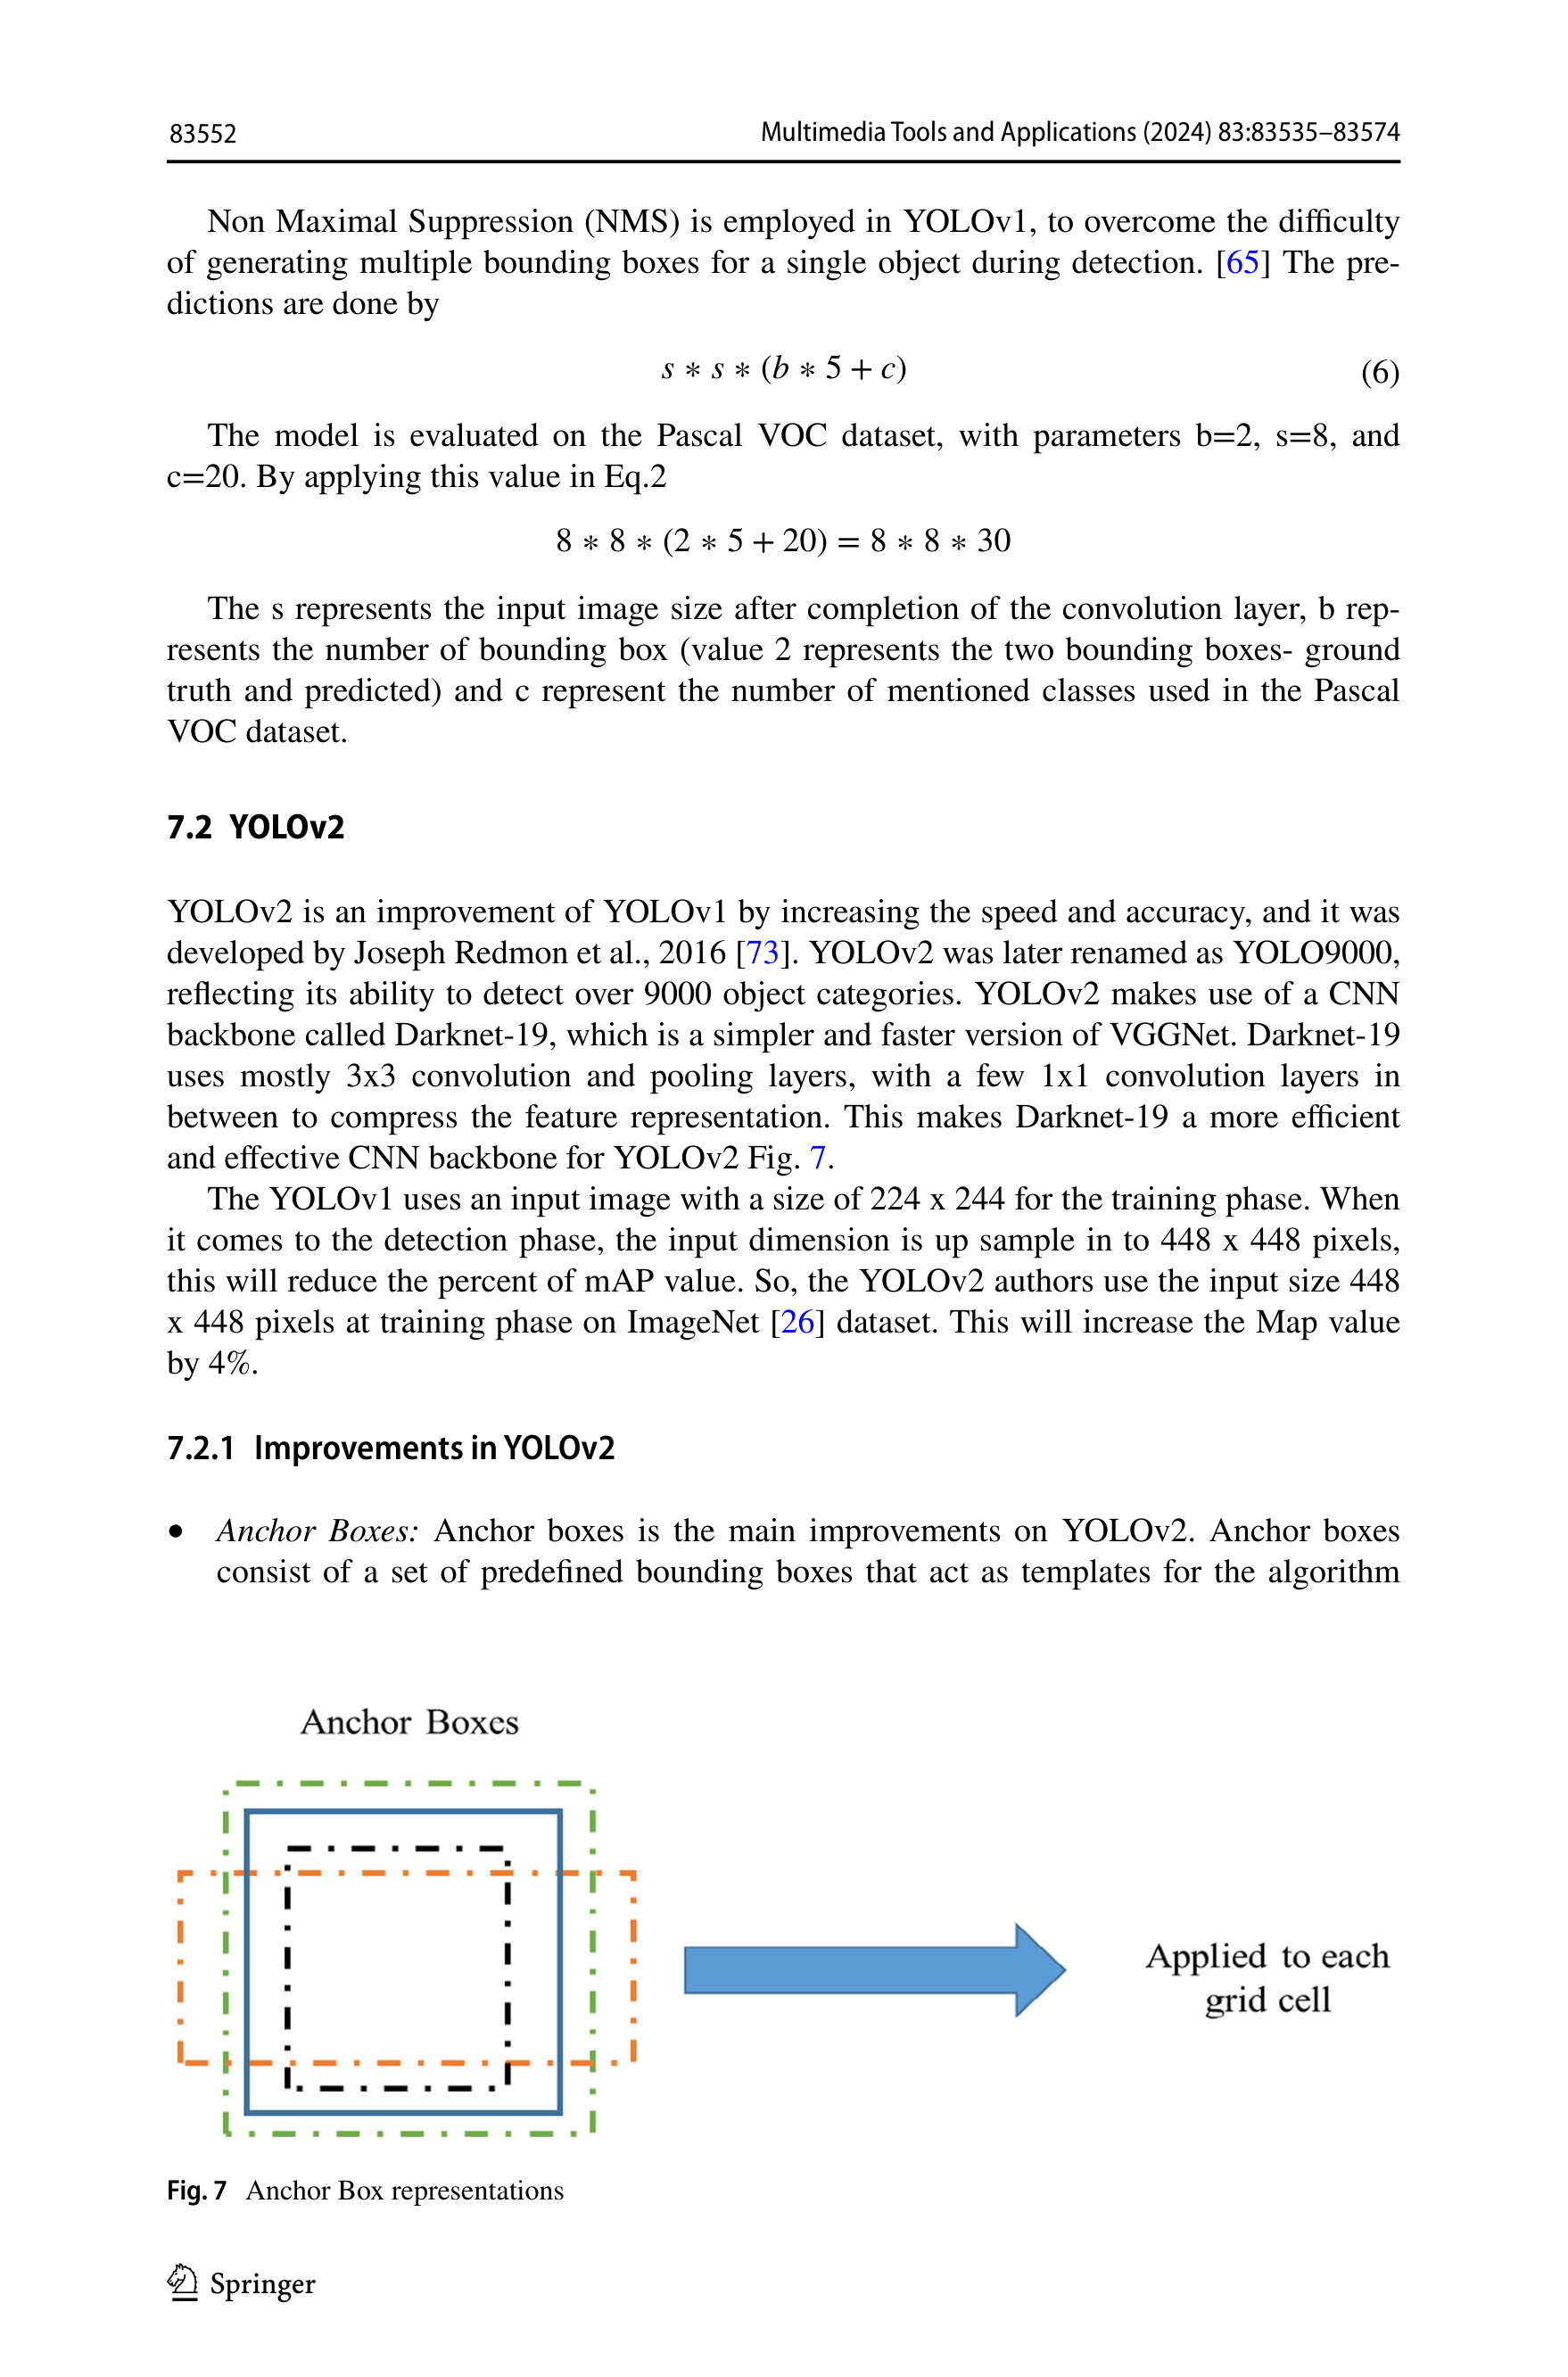 83552
Multimedia Tools and Applications (2024) 83:83535–83574
Non Maximal Suppression (NMS) is employed in YOLOv1, to overcome the difficulty
of generating multiple bounding boxes for a single object during detection. [65] The pre-
dictions are done by
s ∗ s ∗ (b ∗ 5 + c)
(6)
The model is evaluated on the Pascal VOC dataset, with parameters b=2, s=8, and
c=20. By applying this value in Eq.2
8 ∗ 8 ∗ (2 ∗ 5 + 20) = 8 ∗ 8 ∗ 30
The s represents the input image size after completion of the convolution layer, b rep-
resents the number of bounding box (value 2 represents the two bounding boxes- ground
truth and predicted) and c represent the number of mentioned classes used in the Pascal
VOC dataset.
7.2 YOLOv2
YOLOv2 is an improvement of YOLOv1 by increasing the speed and accuracy, and it was
developed by Joseph Redmon et al., 2016 [73]. YOLOv2 was later renamed as YOLO9000,
reflecting its ability to detect over 9000 object categories. YOLOv2 makes use of a CNN
backbone called Darknet-19, which is a simpler and faster version of VGGNet. Darknet-19
uses mostly 3x3 convolution and pooling layers, with a few 1x1 convolution layers in
between to compress the feature representation. This makes Darknet-19 a more efficient
and effective CNN backbone for YOLOv2 Fig. 7.
The YOLOv1 uses an input image with a size of 224 x 244 for the training phase. When
it comes to the detection phase, the input dimension is up sample in to 448 x 448 pixels,
this will reduce the percent of mAP value. So, the YOLOv2 authors use the input size 448
x 448 pixels at training phase on ImageNet [26] dataset. This will increase the Map value
by 4%.
7.2.1 Improvements in YOLOv2
• Anchor Boxes: Anchor boxes is the main improvements on YOLOv2. Anchor boxes
consist of a set of predefined bounding boxes that act as templates for the algorithm
Anchor Boxes
Applied to each
grid cell
Fig. 7 Anchor Box representations
Springer